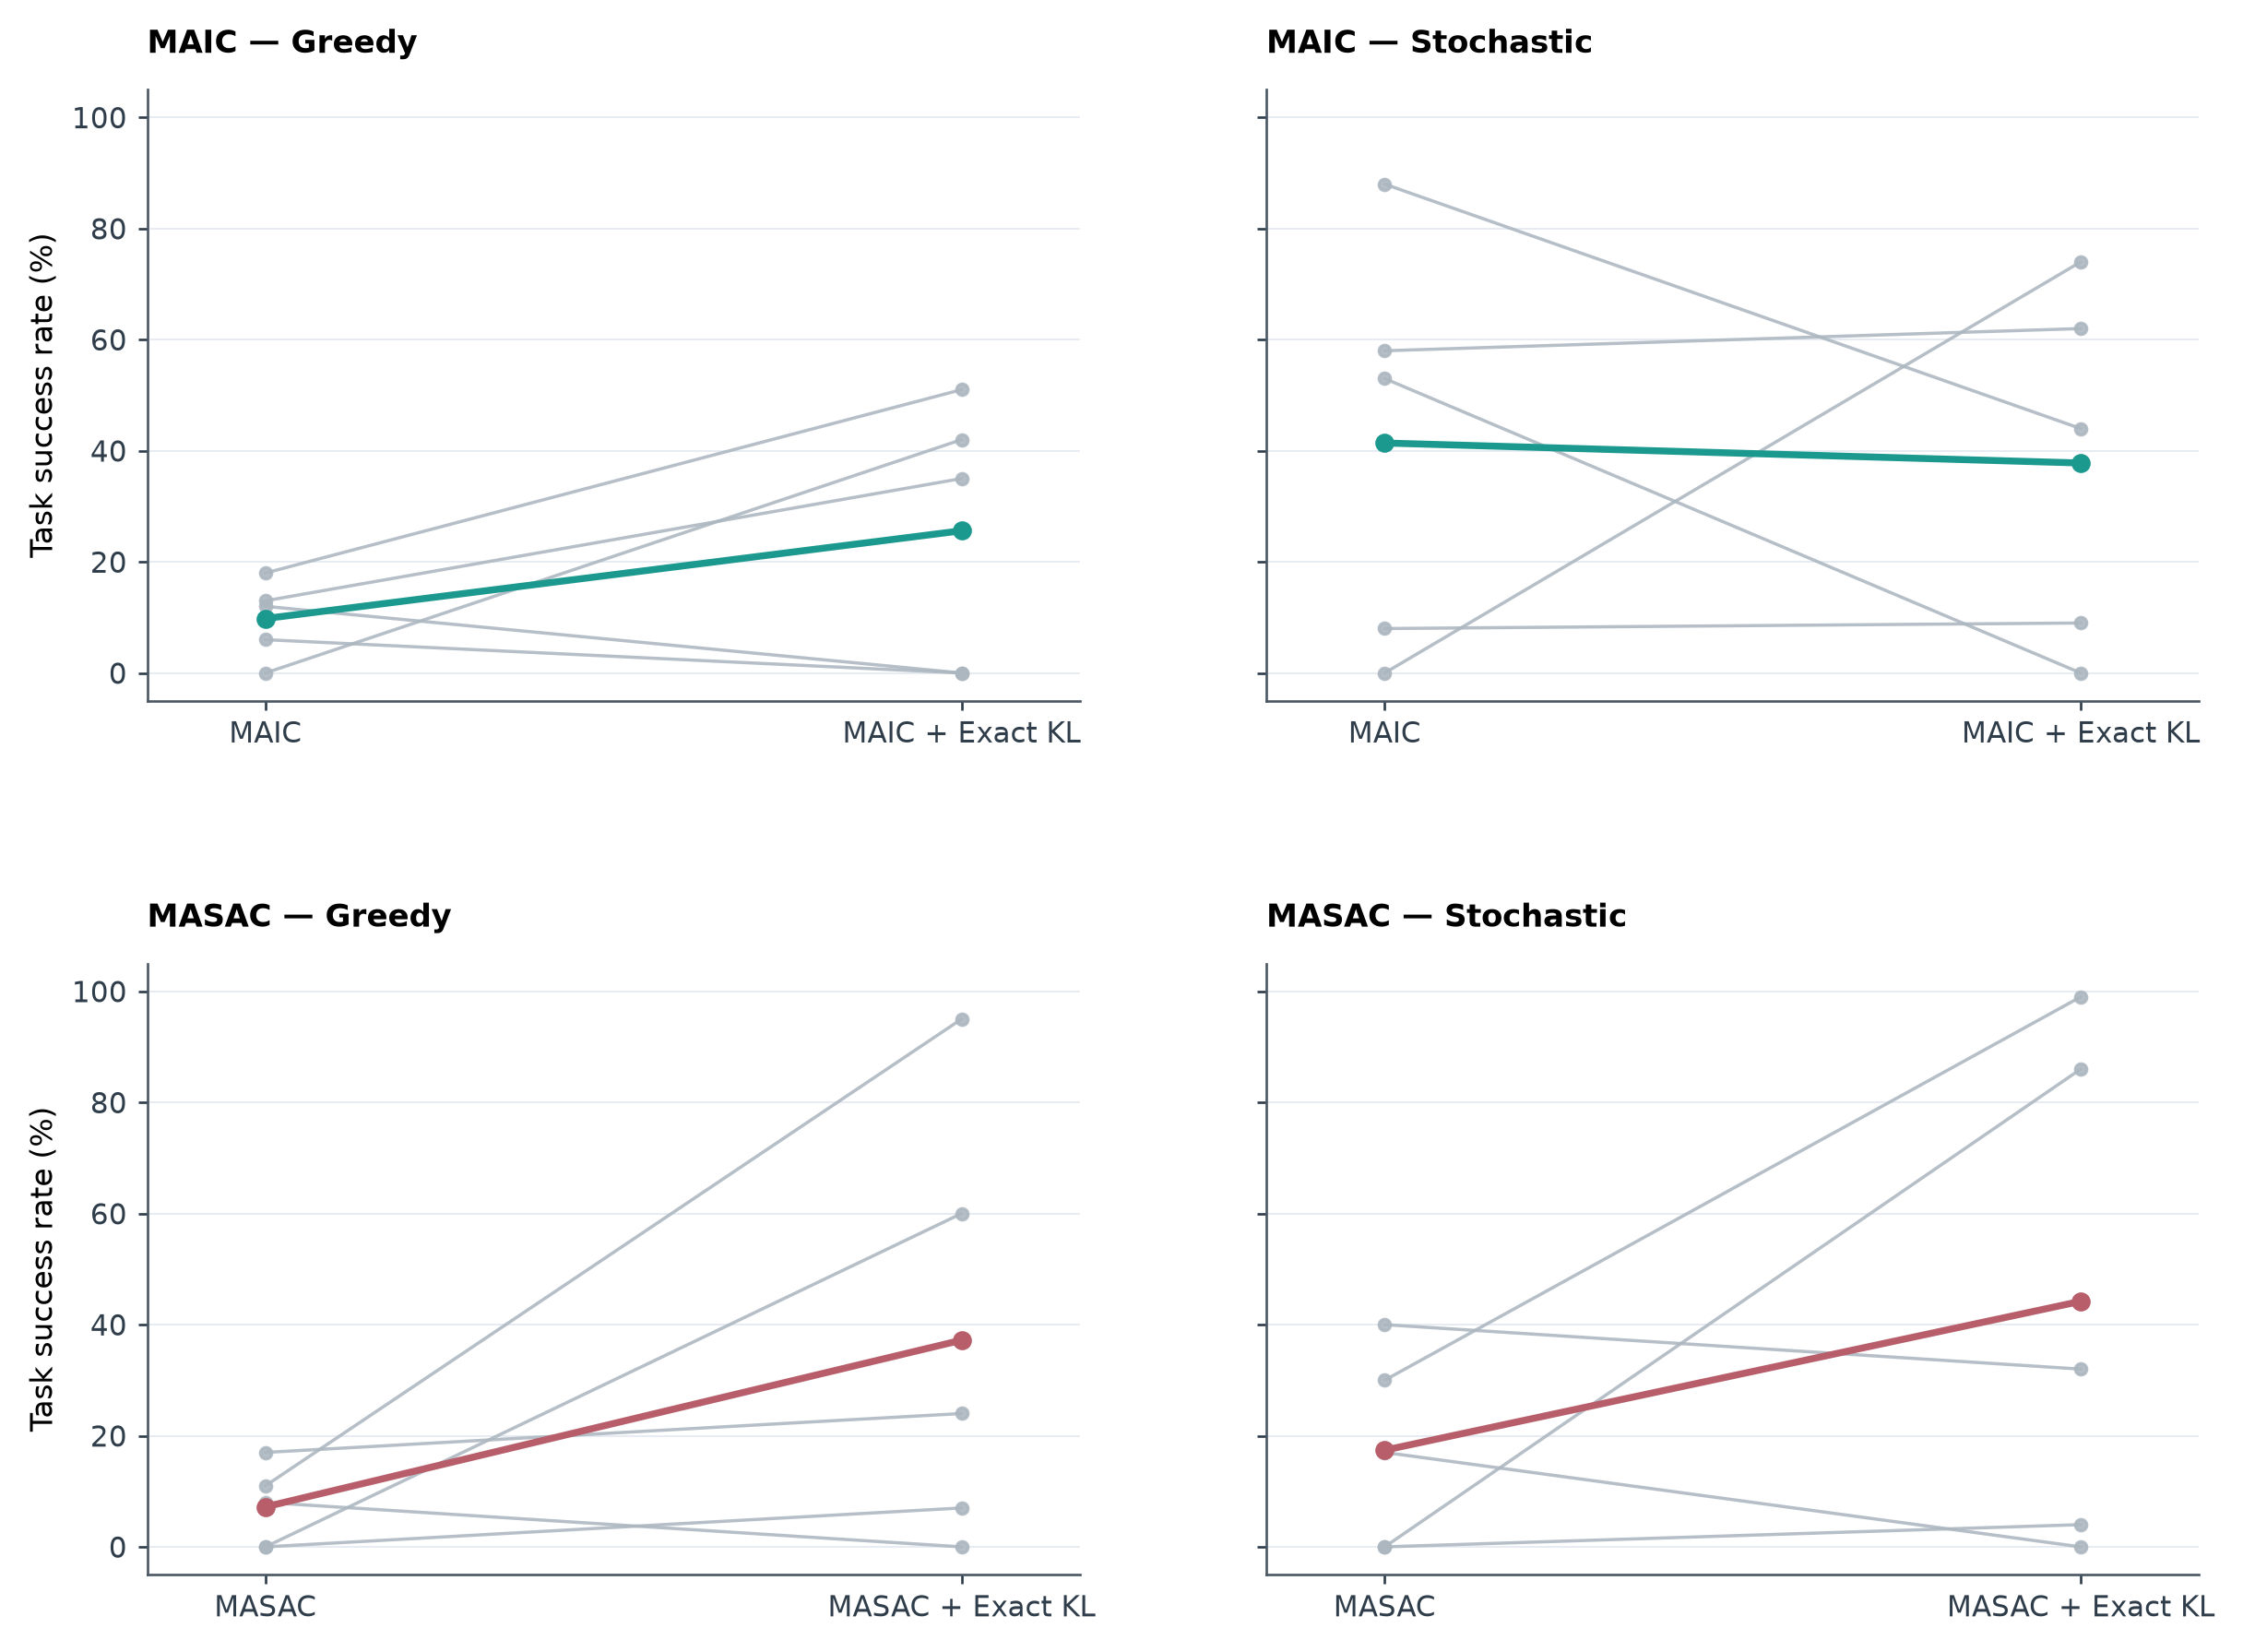 MAIC — Greedy
Task success rate (%)
100
80
60
40
20
0
MAIC
MAIC + Exact KL
MAIC — Stochastic
MAIC
MAIC + Exact KL
MASAC — Greedy
Task success rate (%)
100
80
60
40
20
0
MASAC
MASAC + Exact KL
MASAC — Stochastic
MASAC
MASAC + Exact KL